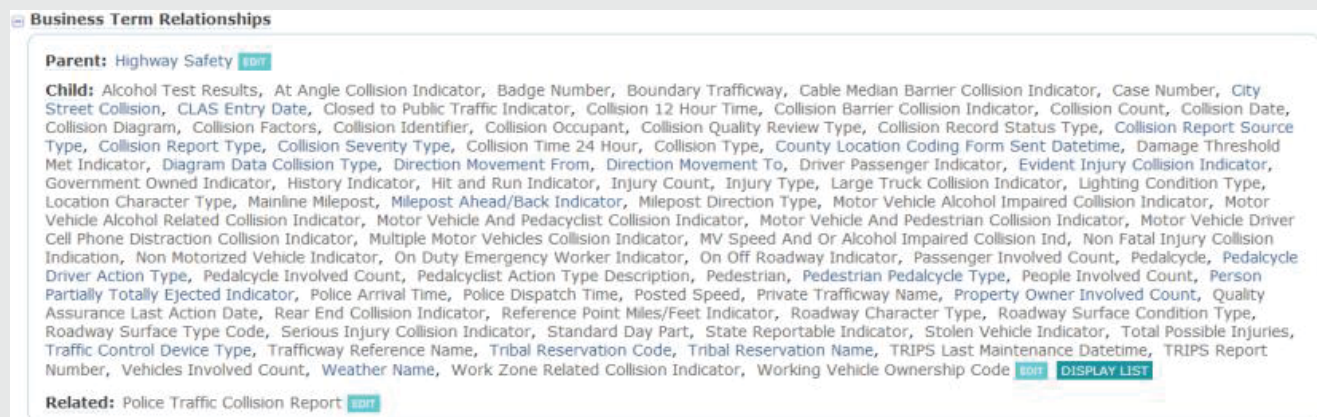 Business Term Relationships
Parent: Highway Safety EDIT
Child: Alcohol Test Results, At Angle Collision Indicator, Badge Number, Boundary Trafficway, Cable Median Barrier Collision Indicator, Case Number, City
Street Collision, CLAS Entry Date, Closed to Public Traffic Indicator, Collision 12 Hour Time, Collision Barrier Collision Indicator, Collision Count, Collision Date,
Collision Diagram, Collision Factors, Collision Identifier, Collision Occupant, Collision Quality Review Type, Collision Record Status Type, Collision Report Source
Type, Collision Report Type, Collision Severity Type, Collision Time 24 Hour, Collision Type, County Location Coding Form Sent Datetime, Damage Threshold
Met Indicator, Diagram Data Collision Type, Direction Movement From, Direction Movement To, Driver Passenger Indicator, Evident Injury Collision Indicator,
Government Owned Indicator, History Indicator, Hit and Run Indicator, Injury Count, Injury Type, Large Truck Collision Indicator, Lighting Condition Type,
Location Character Type, Mainline Milepost, Milepost Ahead/Back Indicator, Milepost Direction Type, Motor Vehicle Alcohol Impaired Collision Indicator, Motor
Vehicle Alcohol Related Collision Indicator, Motor Vehicle And Pedacyclist Collision Indicator, Motor Vehicle And Pedestrian Collision Indicator, Motor Vehicle Driver
Cell Phone Distraction Collision Indicator, Multiple Motor Vehicles Collision Indicator, MV Speed And Or Alcohol Impaired Collision Ind, Non Fatal Injury Collision
Indication, Non Motorized Vehicle Indicator, On Duty Emergency Worker Indicator, On Off Roadway Indicator, Passenger Involved Count, Pedalcycle, Pedalcycle
Driver Action Type, Pedalcycle Involved Count, Pedalcyclist Action Type Description, Pedestrian, Pedestrian Pedalcycle Type, People Involved Count, Person
Partially Totally Ejected Indicator, Police Arrival Time, Police Dispatch Time, Posted Speed, Private Trafficway Name, Property Owner Involved Count, Quality
Assurance Last Action Date, Rear End Collision Indicator, Reference Point Miles/Feet Indicator, Roadway Character Type, Roadway Surface Condition Type,
Roadway Surface Type Code, Serious Injury Collision Indicator, Standard Day Part, State Reportable Indicator, Stolen Vehicle Indicator, Total Possible Injuries,
Traffic Control Device Type, Trafficway Reference Name, Tribal Reservation Code, Tribal Reservation Name, TRIPS Last Maintenance Datetime, TRIPS Report
Number, Vehicles Involved Count, Weather Name, Work Zone Related Collision Indicator, Working Vehicle Ownership Code EDIT DISPLAY LIST
Related: Police Traffic Collision Report EDIT